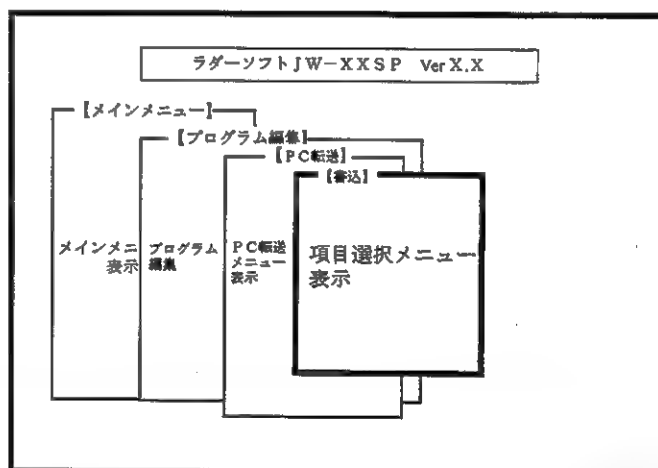 ラダーソフトJW-XXSP VerX.X
【メインメニュー】
【プログラム編集】
【PC転送】
【書込】
メインメニ
表示
プログラム
編集
PC転送
メニュー
表示
項目選択メニュー
表示